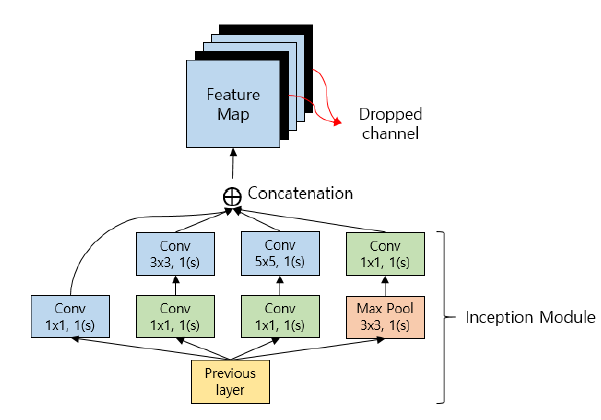 Feature
Map
Dropped
channel
Concatenation
Conv
3x3, 1(s)
Conv
5x5, 1(s)
Conv
1x1, 1(s)
Conv
1x1, 1(s)
Conv
1x1, 1(s)
Conv
1x1, 1(s)
Max Pool
3x3, 1(s)
Inception Module
Previous
layer